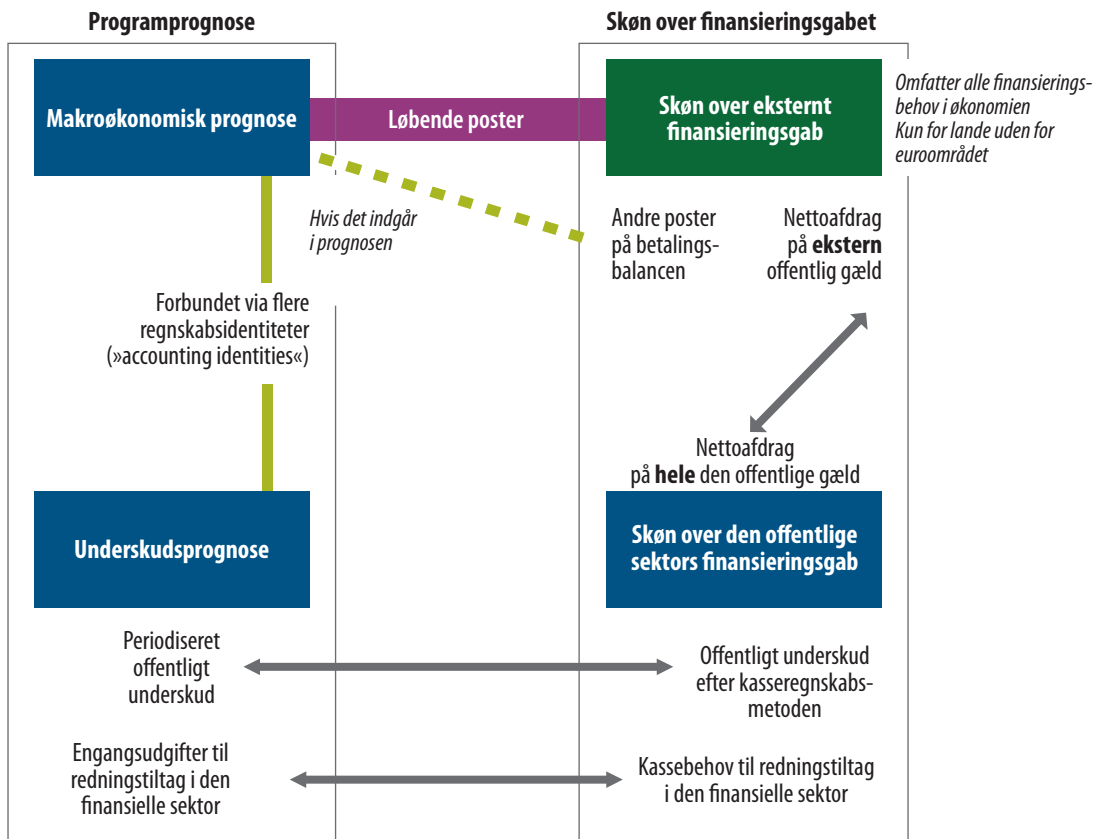 Programprognose
Skøn over finansieringsgabet
Makroøkonomisk prognose
Løbende poster
Skøn over eksternt
finansieringsgab
Omfatter alle finansierings-
behov i økonomien
Kun for lande uden for
euroområdet
Hvis det indgår
i prognosen
Andre poster
på betalings-
balancen
Nettoafdrag
på ekstern
offentlig gæld
Forbundet via flere
regnskabsidentiteter
(»accounting identities«)
Nettoafdrag
på hele den offentlige gæld
Underskudsprognose
Skøn over den offentlige
sektors finansieringsgab
Periodiseret
offentligt
underskud
Offentligt underskud
efter kasseregnskabs-
metoden
Engangsudgifter til
redningstiltag i den
finansielle sektor
Kassebehov til redningstiltag
i den finansielle sektor